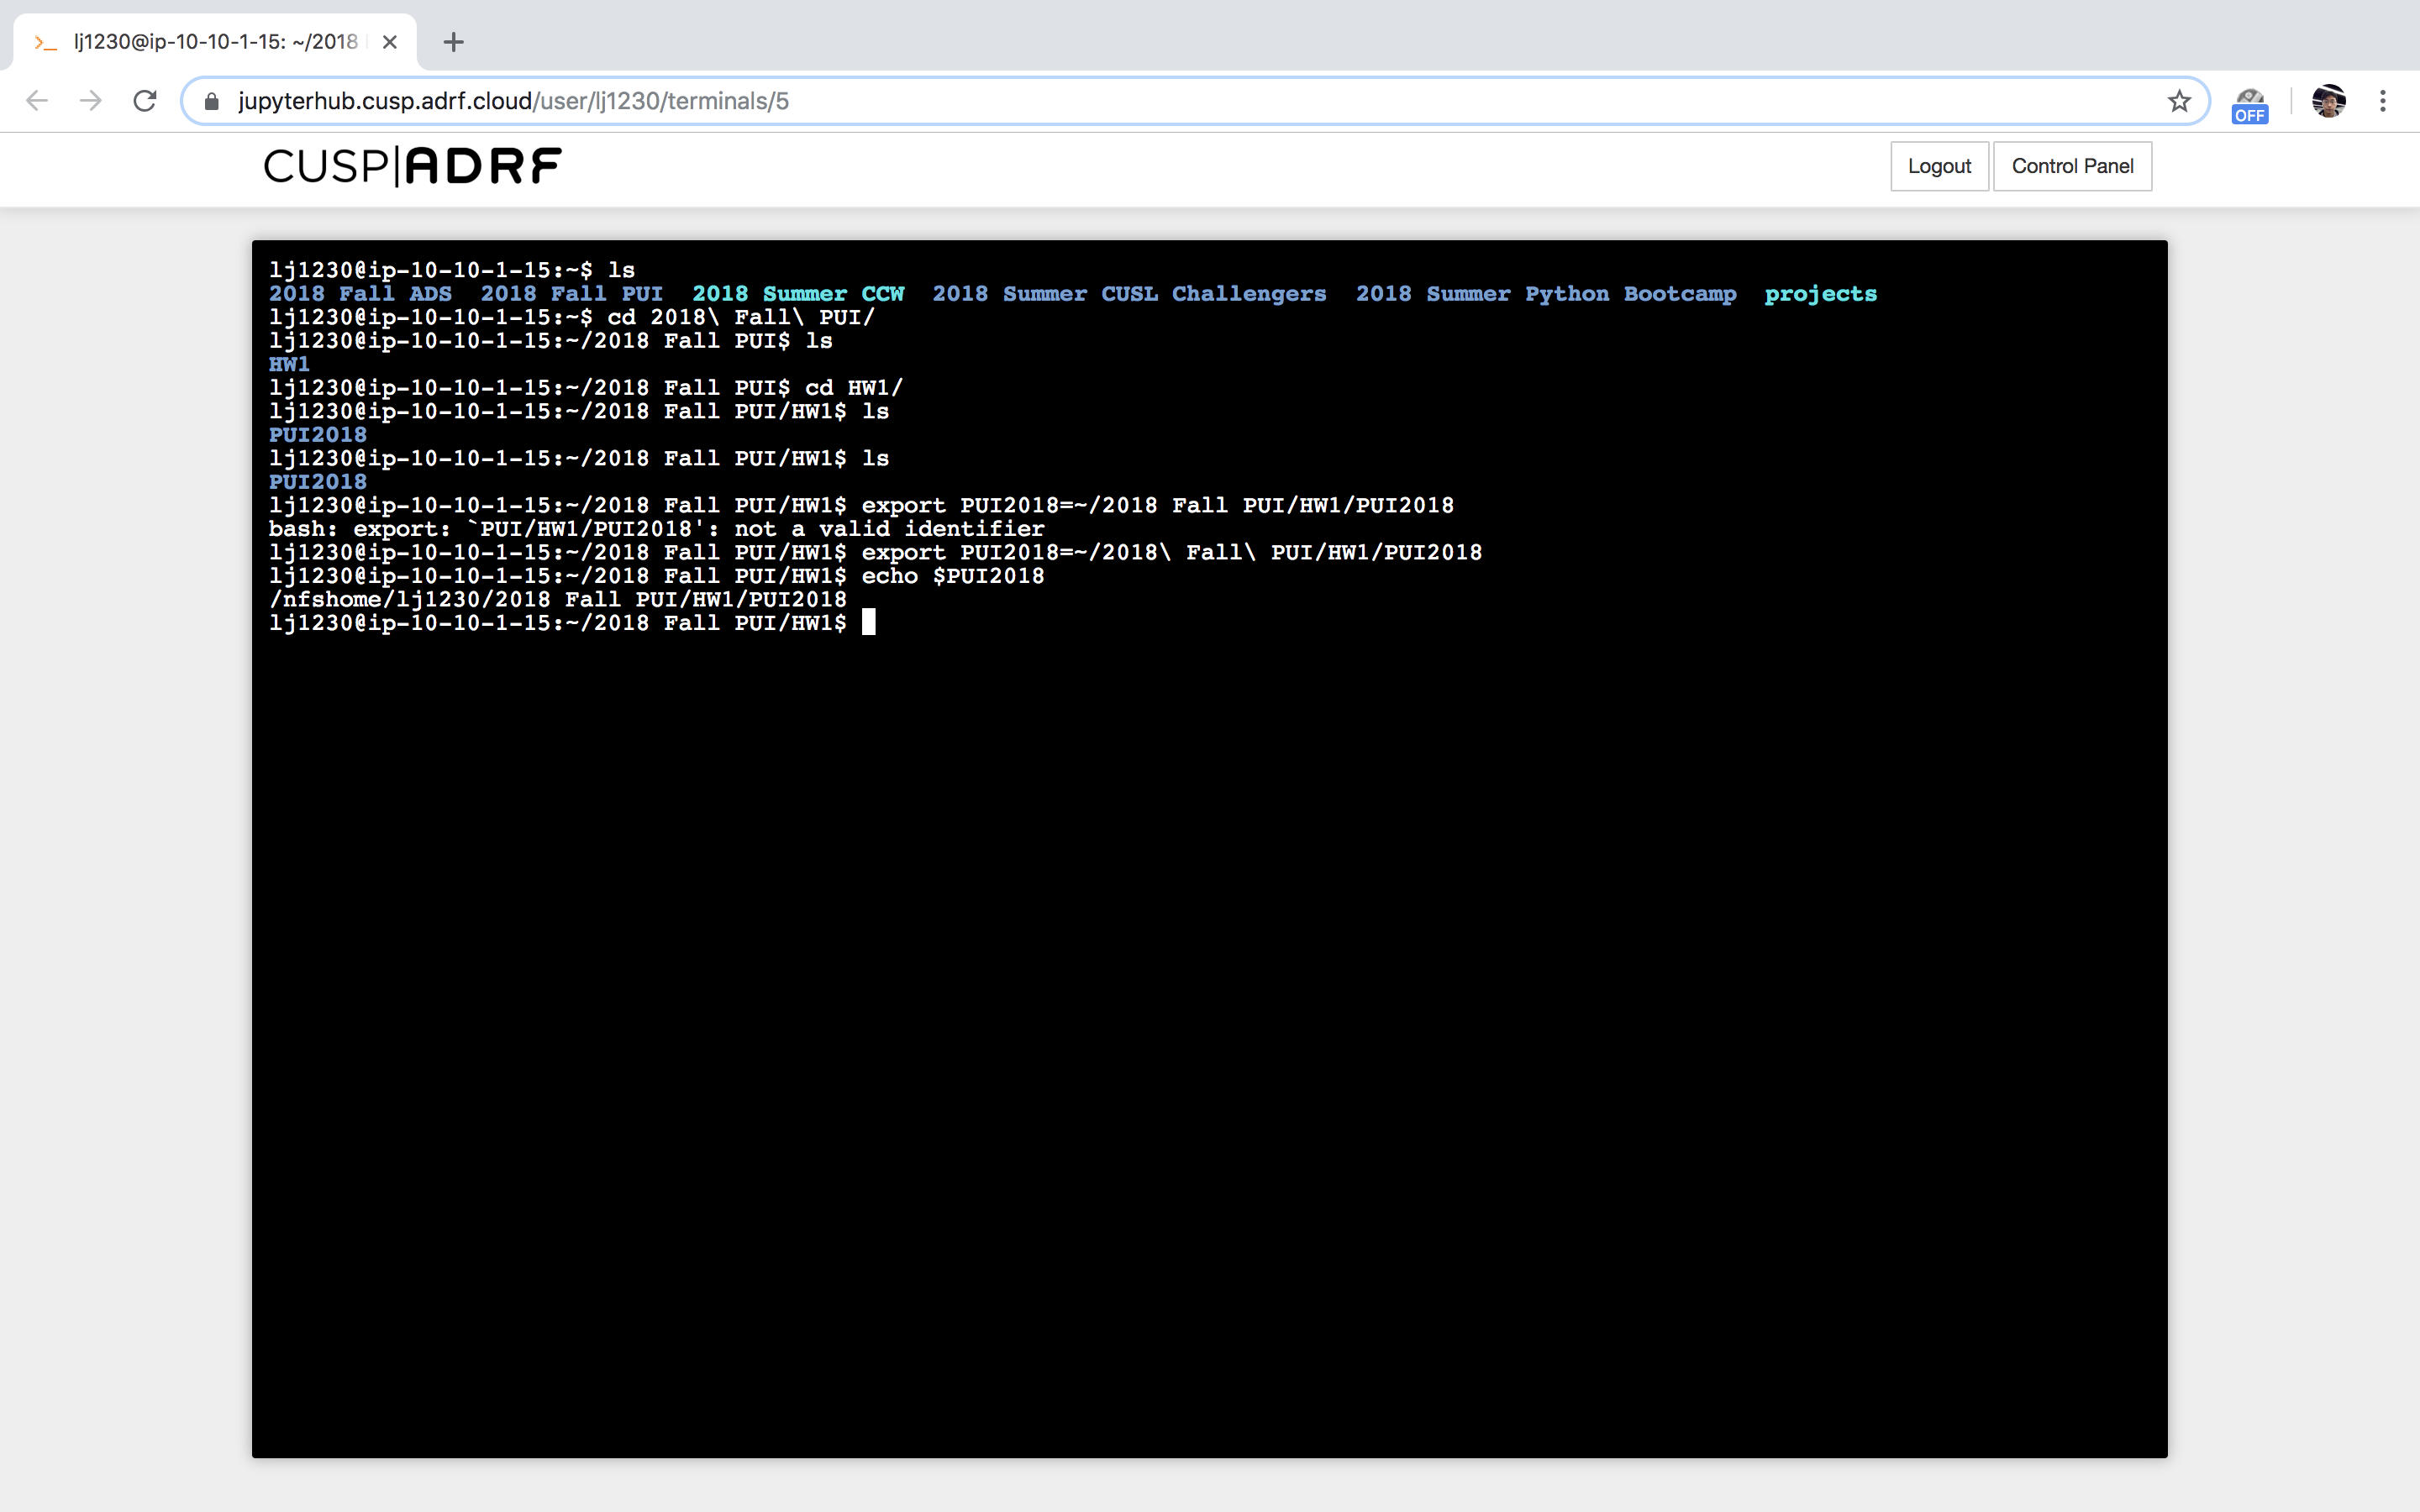 lj1230@ip-10-10-1-15: ~/2018
jupyterhub.cusp.adrf.cloud/user/lj1230/terminals/5
OFF
CUSP|ADRF
Logout
Control Panel
lj1230@ip-10-10-1-15:~$ ls
2018 Fall ADS  2018 Fall PUI  2018 Summer CCW  2018 Summer CUSL Challengers  2018 Summer Python Bootcamp  projects
lj1230@ip-10-10-1-15:~$ cd 2018\ Fall\ PUI/
lj1230@ip-10-10-1-15:~/2018 Fall PUI$ ls
HW1
lj1230@ip-10-10-1-15:~/2018 Fall PUI$ cd HW1/
lj1230@ip-10-10-1-15:~/2018 Fall PUI/HW1$ ls
PUI2018
lj1230@ip-10-10-1-15:~/2018 Fall PUI/HW1$ ls
PUI2018
lj1230@ip-10-10-1-15:~/2018 Fall PUI/HW1$ export PUI2018=~/2018 Fall PUI/HW1/PUI2018
bash: export: `PUI/HW1/PUI2018': not a valid identifier
lj1230@ip-10-10-1-15:~/2018 Fall PUI/HW1$ export PUI2018=~/2018\ Fall\ PUI/HW1/PUI2018
lj1230@ip-10-10-1-15:~/2018 Fall PUI/HW1$ echo $PUI2018
/nfshome/lj1230/2018 Fall PUI/HW1/PUI2018
lj1230@ip-10-10-1-15:~/2018 Fall PUI/HW1$